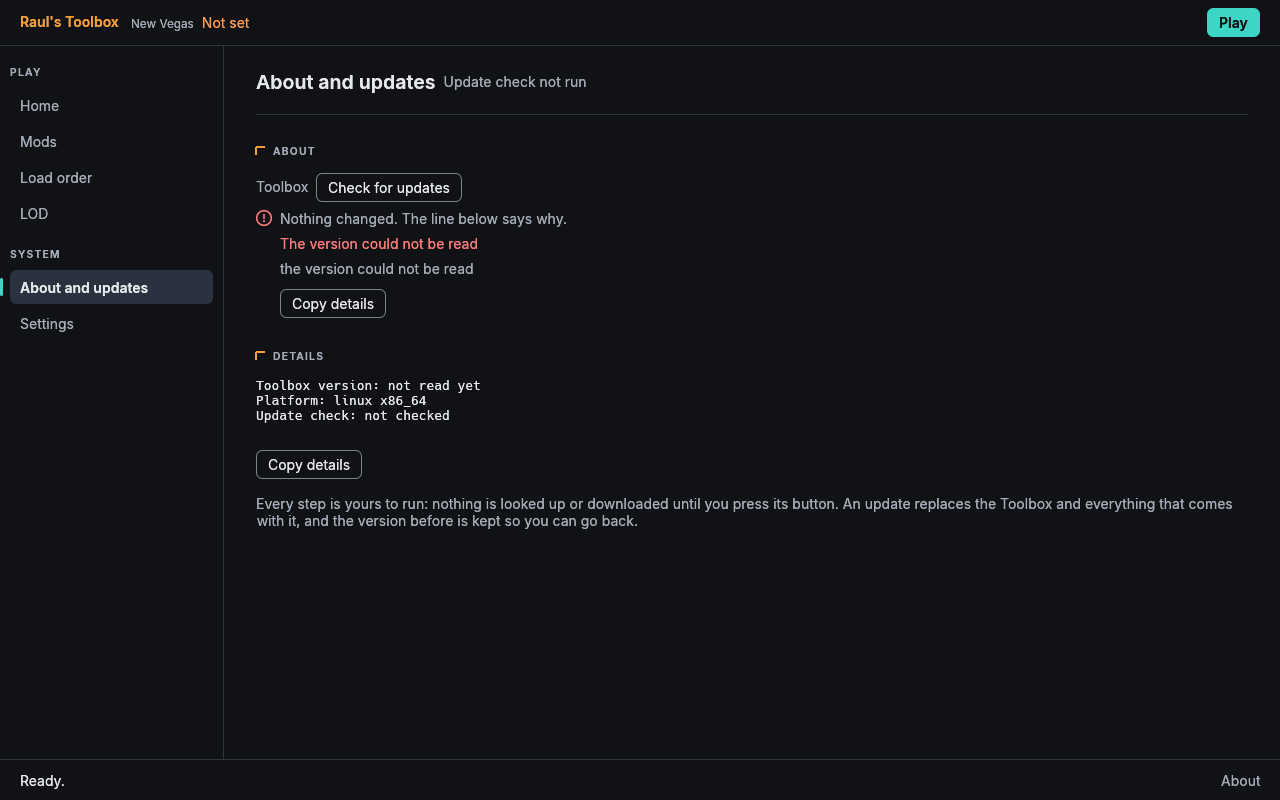 Raul's Toolbox New Vegas Not set Play
PLAY
Home
Mods
Load order
LOD
SYSTEM
About and updates
Settings
About and updates Update check not run
ABOUT
Toolbox Check for updates
Nothing changed. The line below says why.
The version could not be read
the version could not be read
Copy details
DETAILS
Toolbox version: not read yet
Platform: linux x86_64
Update check: not checked
Copy details
Every step is yours to run: nothing is looked up or downloaded until you press its button. An update replaces the Toolbox and everything that comes
with it, and the version before is kept so you can go back.
Ready. About